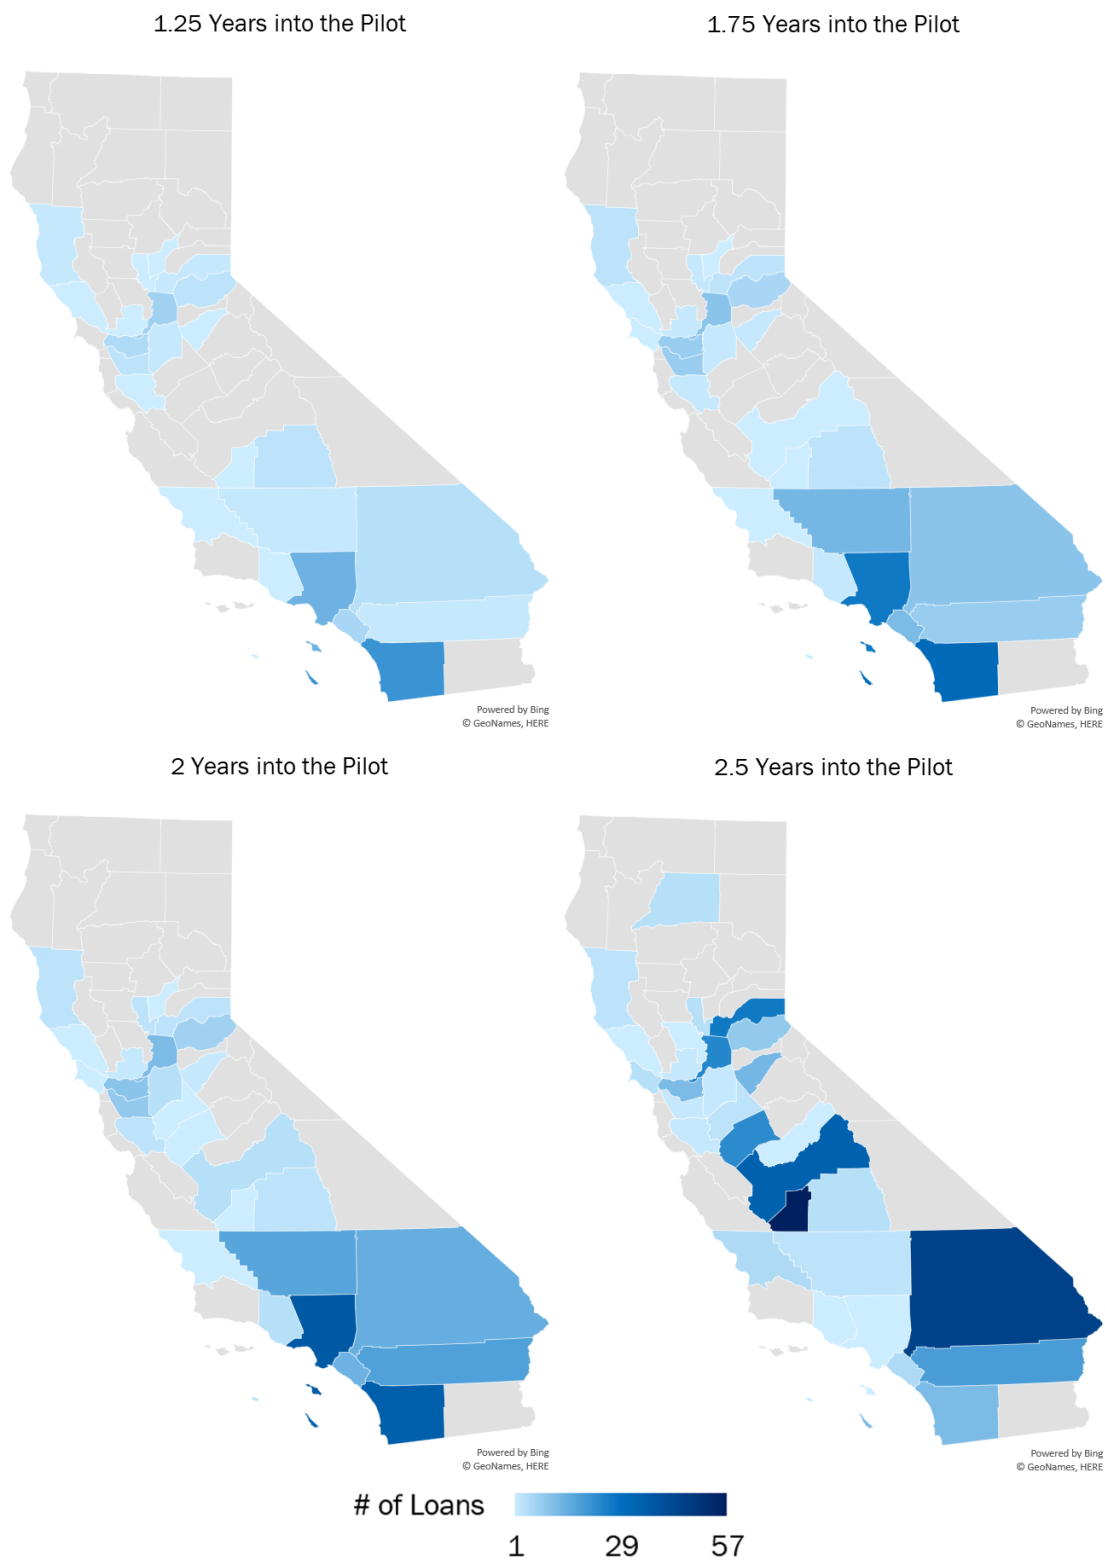 1.25 Years into the Pilot
1.75 Years into the Pilot
Powered by Bing
© GeoNames, HERE
Powered by Bing
© GeoNames, HERE
2 Years into the Pilot
2.5 Years into the Pilot
Powered by Bing
© GeoNames, HERE
Powered by Bing
© GeoNames, HERE
# of Loans
1 29 57